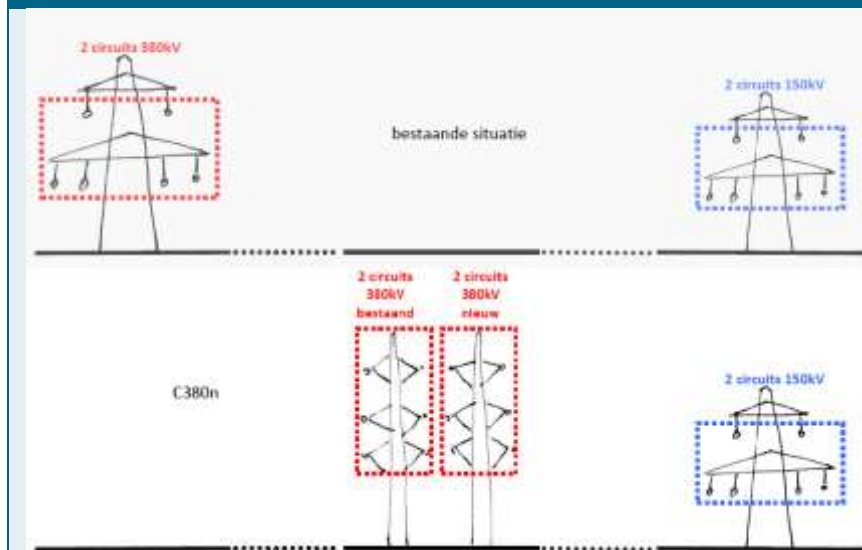 2 circuits 380kV
2 circuits 150kV
bestaande situatie
2 circuits
380kV
bestaand
2 circuits
380kV
nieuw
C380n
2 circuits 150kV